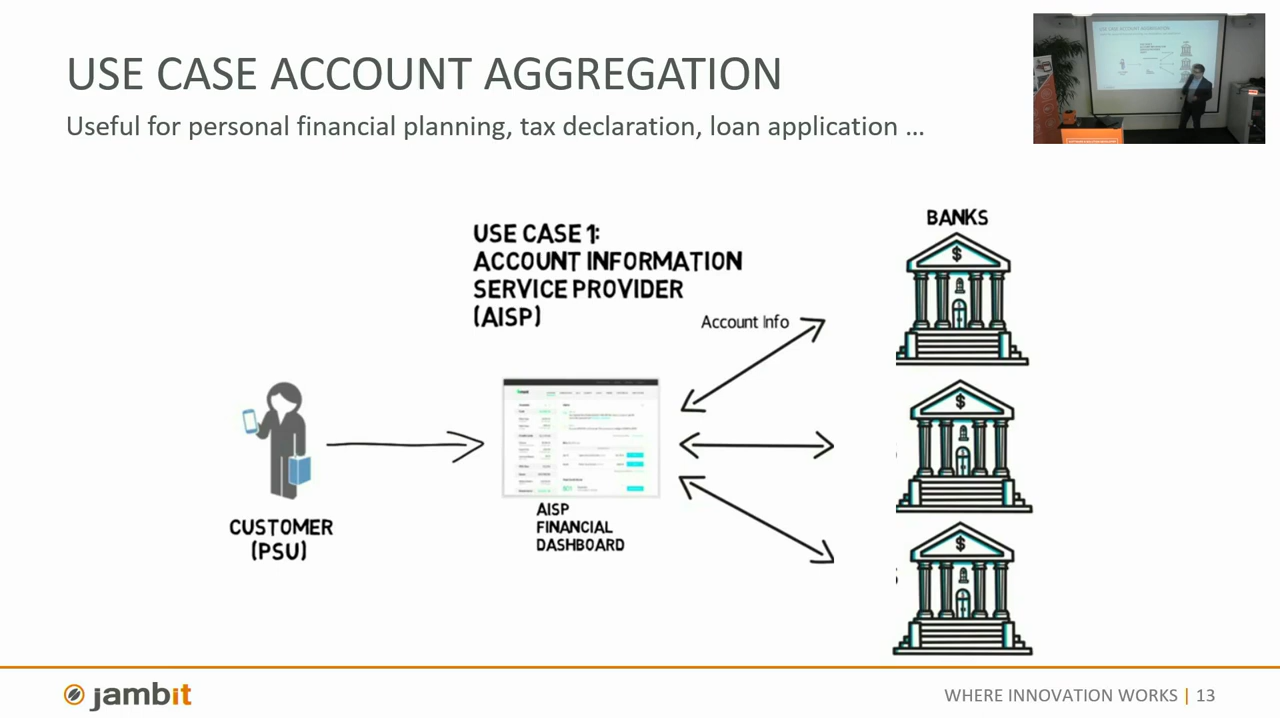 USE CASE ACCOUNT AGGREGATION
Useful for personal financial planning, tax declaration, loan application ...
USE CASE 1:
ACCOUNT INFORMATION
SERVICE PROVIDER
(AISP)
BANKS
$
Account Info
$
$
AISP
FINANCIAL
DASHBOARD
CUSTOMER
(PSU)
jambit
WHERE INNOVATION WORKS | 13